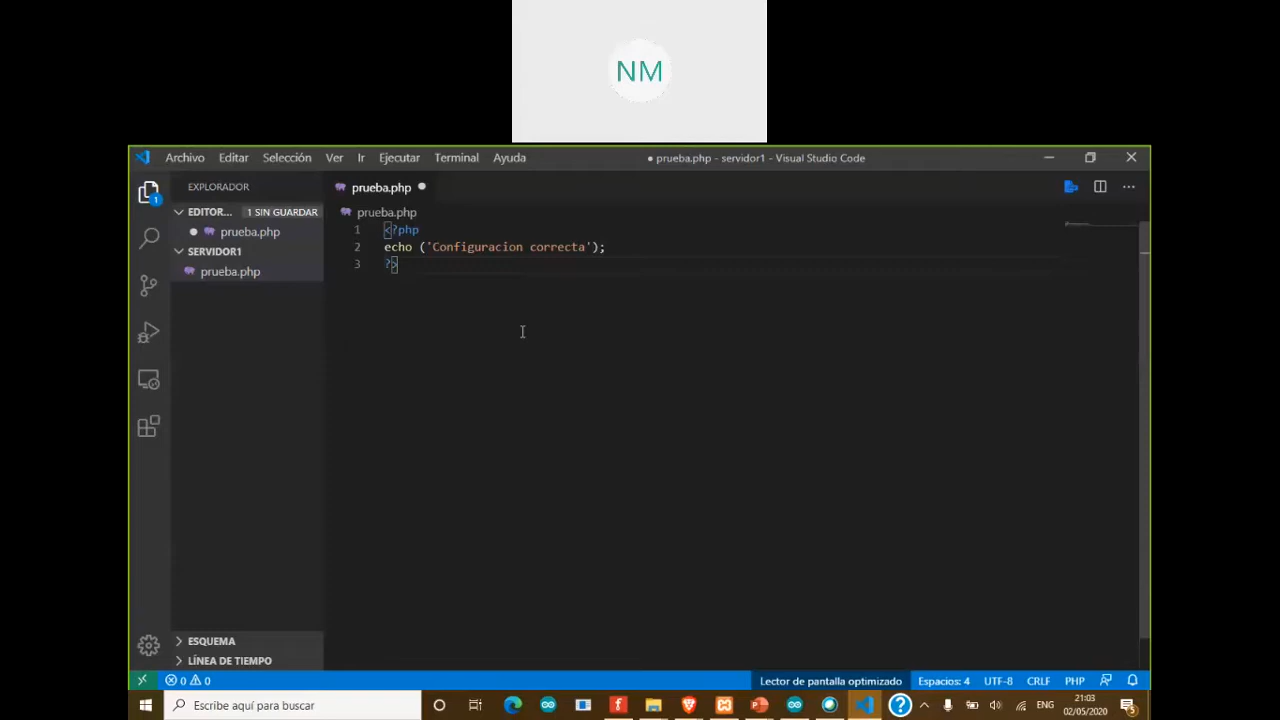 NM
Archivo Editar Selección Ver Ir Ejecutar Terminal Ayuda ● prueba.php - servidor1 - Visual Studio Code
EXPLORADOR
prueba.php ●
1
EDITOR... 1 SIN GUARDAR
prueba.php
● prueba.php
SERVIDOR1
prueba.php
1 <?php
2 echo ('Configuracion correcta');
3 ?>
ESQUEMA
LÍNEA DE TIEMPO
0 0 Lector de pantalla optimizado Espacios: 4 UTF-8 CRLF PHP
Escribe aquí para buscar
ENG
21:03
02/05/2020
5